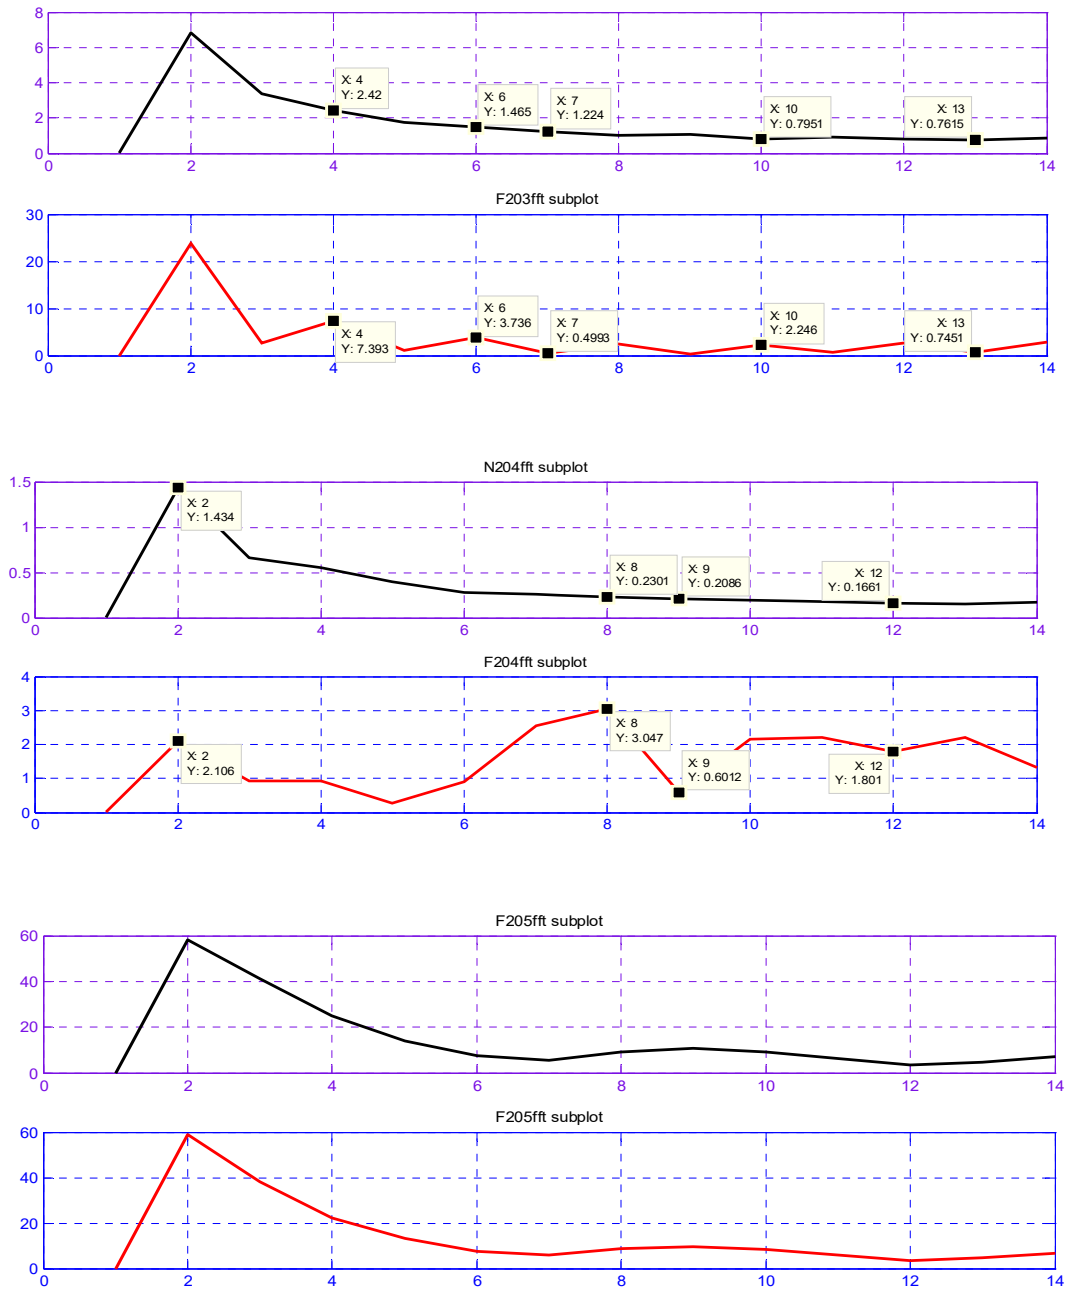 8
6
4
2
0
X: 4
Y: 2.42
X: 6
Y: 1.465
X: 7
Y: 1.224
X: 10
Y: 0.7951
X: 13
Y: 0.7615
0 2 4 6 8 10 12 14
F203fft subplot
30
20
10
0
X: 4
Y: 7.393
X: 6
Y: 3.736
X: 7
Y: 0.4993
X: 10
Y: 2.246
X: 13
Y: 0.7451
0 2 4 6 8 10 12 14
N204fft subplot
1.5
1
0.5
0
X: 2
Y: 1.434
X: 8
Y: 0.2301
X: 9
Y: 0.2086
X: 12
Y: 0.1661
0 2 4 6 8 10 12 14
F204fft subplot
4
3
2
1
0
X: 2
Y: 2.106
X: 8
Y: 3.047
X: 9
Y: 0.6012
X: 12
Y: 1.801
0 2 4 6 8 10 12 14
F205fft subplot
60
40
20
0
0 2 4 6 8 10 12 14
F205fft subplot
60
40
20
0
0 2 4 6 8 10 12 14